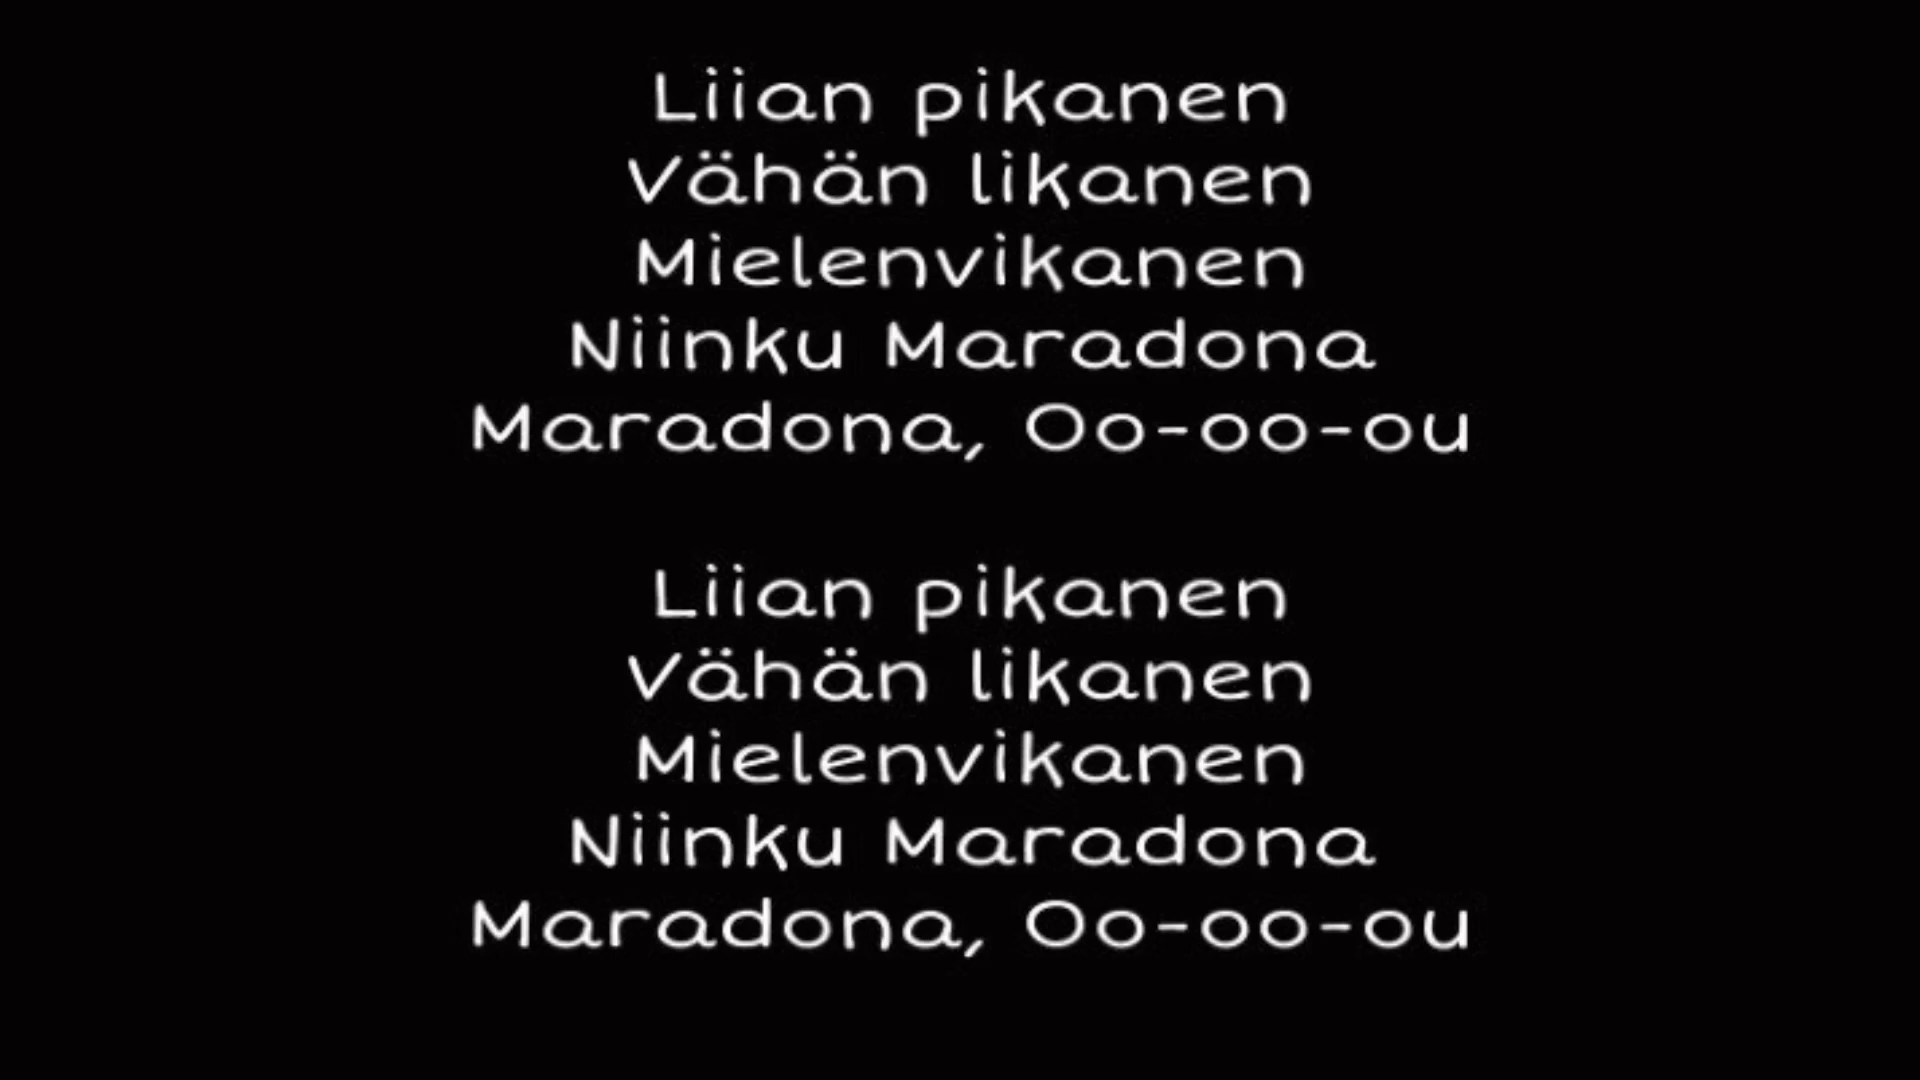 Liian pikanen
Vähän likanen
Mielenvikanen
Niinku Maradona
Maradona, Oo-oo-ou
Liian pikanen
Vähän likanen
Mielenvikanen
Niinku Maradona
Maradona, Oo-oo-ou